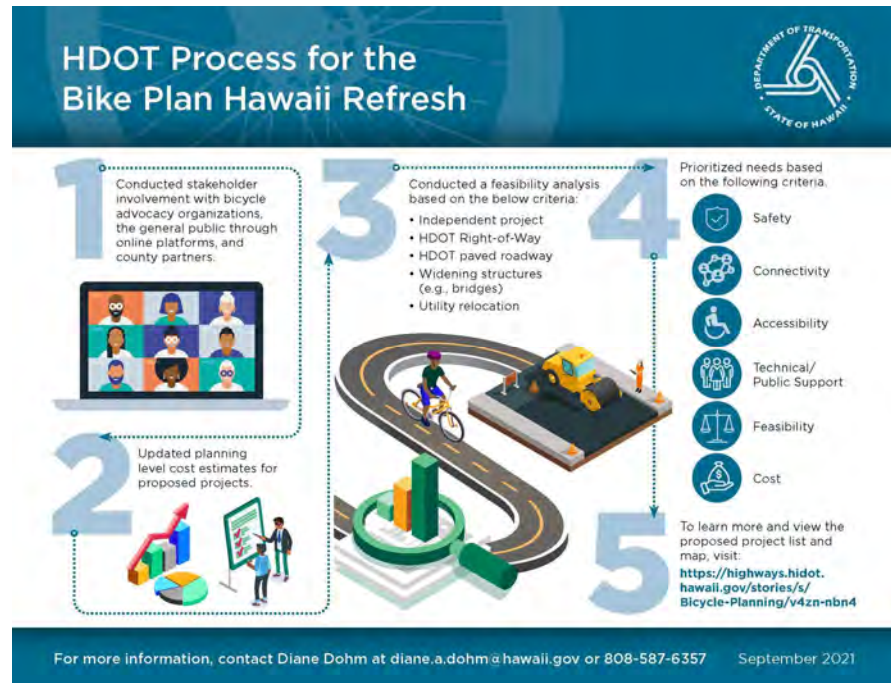 HDOT Process for the
Bike Plan Hawaii Refresh
DEPARTMENT OF TRANSPORTATION
STATE OF HAWAII
1
Conducted stakeholder
involvement with bicycle
advocacy organizations,
the general public through
online platforms, and
county partners.
2
Updated planning
level cost estimates for
proposed projects.
3
Conducted a feasibility analysis
based on the below criteria:
• Independent project
• HDOT Right-of-Way
• HDOT paved roadway
• Widening structures
(e.g., bridges)
• Utility relocation
4
Prioritized needs based
on the following criteria.
Safety
Connectivity
Accessibility
Technical/
Public Support
Feasibility
$
Cost
5
To learn more and view the
proposed project list and
map, visit:
https://highways.hidot.
hawaii.gov/stories/s/
Bicycle-Planning/v4zn-nbn4
For more information, contact Diane Dohm at diane.a.dohm@hawaii.gov or 808-587-6357
September 2021